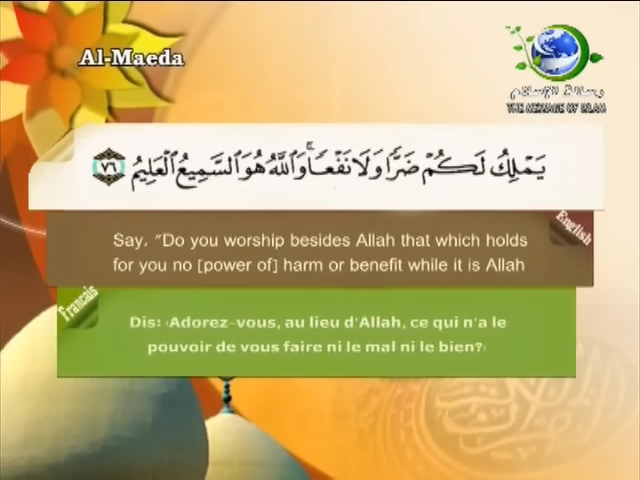 Al-Maeda
رسالة الإسلام
THE MESSAGE OF ISLAM
يَمْلِكُ لَكُمْ ضَرًّا وَلَا نَفْعًا ۚ وَاللَّهُ هُوَ السَّمِيعُ الْعَلِيمُ ٧٦
English
Say, "Do you worship besides Allah that which holds
for you no [power of] harm or benefit while it is Allah
Francais
Dis: ‹Adorez-vous, au lieu d'Allah, ce qui n'a le
pouvoir de vous faire ni le mal ni le bien?›